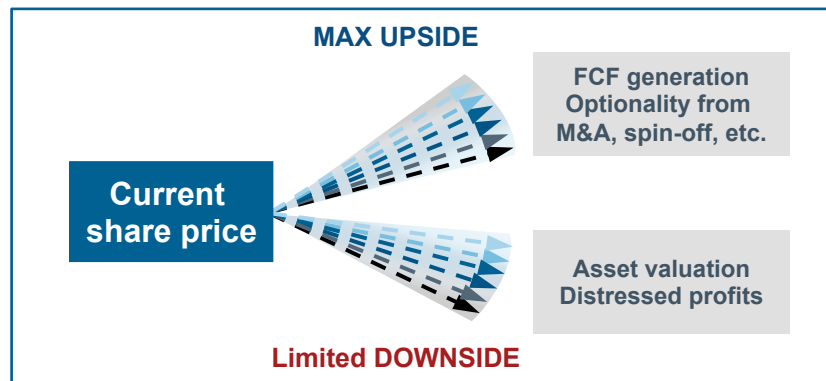 MAX UPSIDE
FCF generation
Optionality from
M&A, spin-off, etc.
Current
share price
Asset valuation
Distressed profits
Limited DOWNSIDE